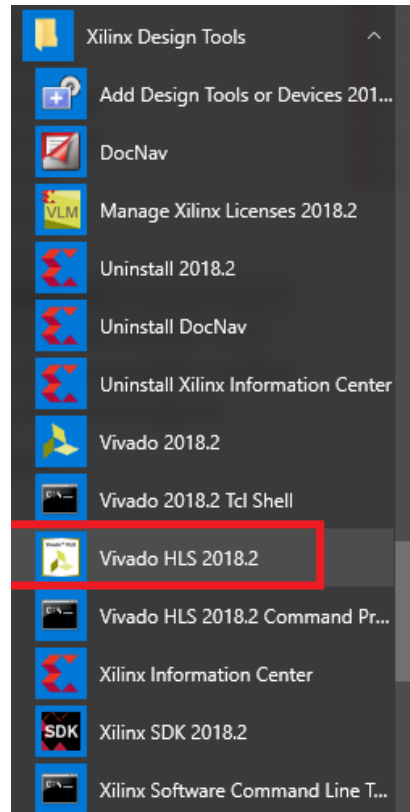 Xilinx Design Tools
Add Design Tools or Devices 201...
DocNav
VLM
Manage Xilinx Licenses 2018.2
Uninstall 2018.2
Uninstall DocNav
Uninstall Xilinx Information Center
Vivado 2018.2
Vivado 2018.2 Tcl Shell
Vivado HLS 2018.2
Vivado HLS 2018.2 Command Pr...
Xilinx Information Center
SDK
Xilinx SDK 2018.2
Xilinx Software Command Line T...